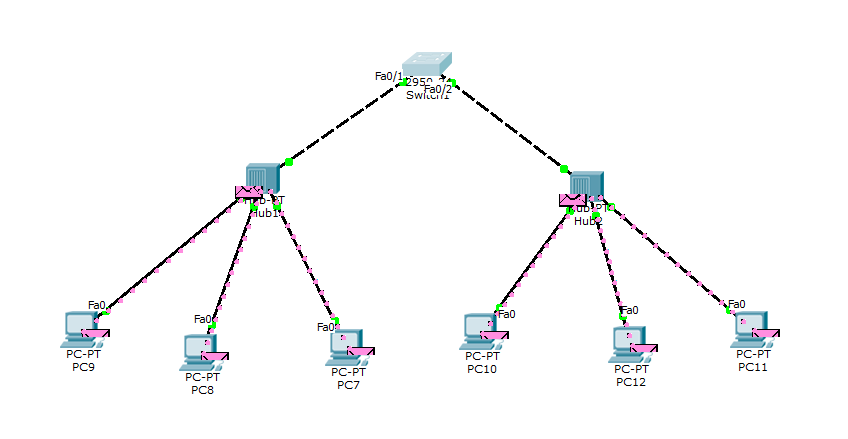 Fa0/1
2950-24
Fa0/2
Switch1
Hub-PT
Hub1
Hub-PT
Hub2
Fa0
PC-PT
PC9
Fa0
PC-PT
PC8
Fa0
PC-PT
PC7
Fa0
PC-PT
PC10
Fa0
PC-PT
PC12
Fa0
PC-PT
PC11